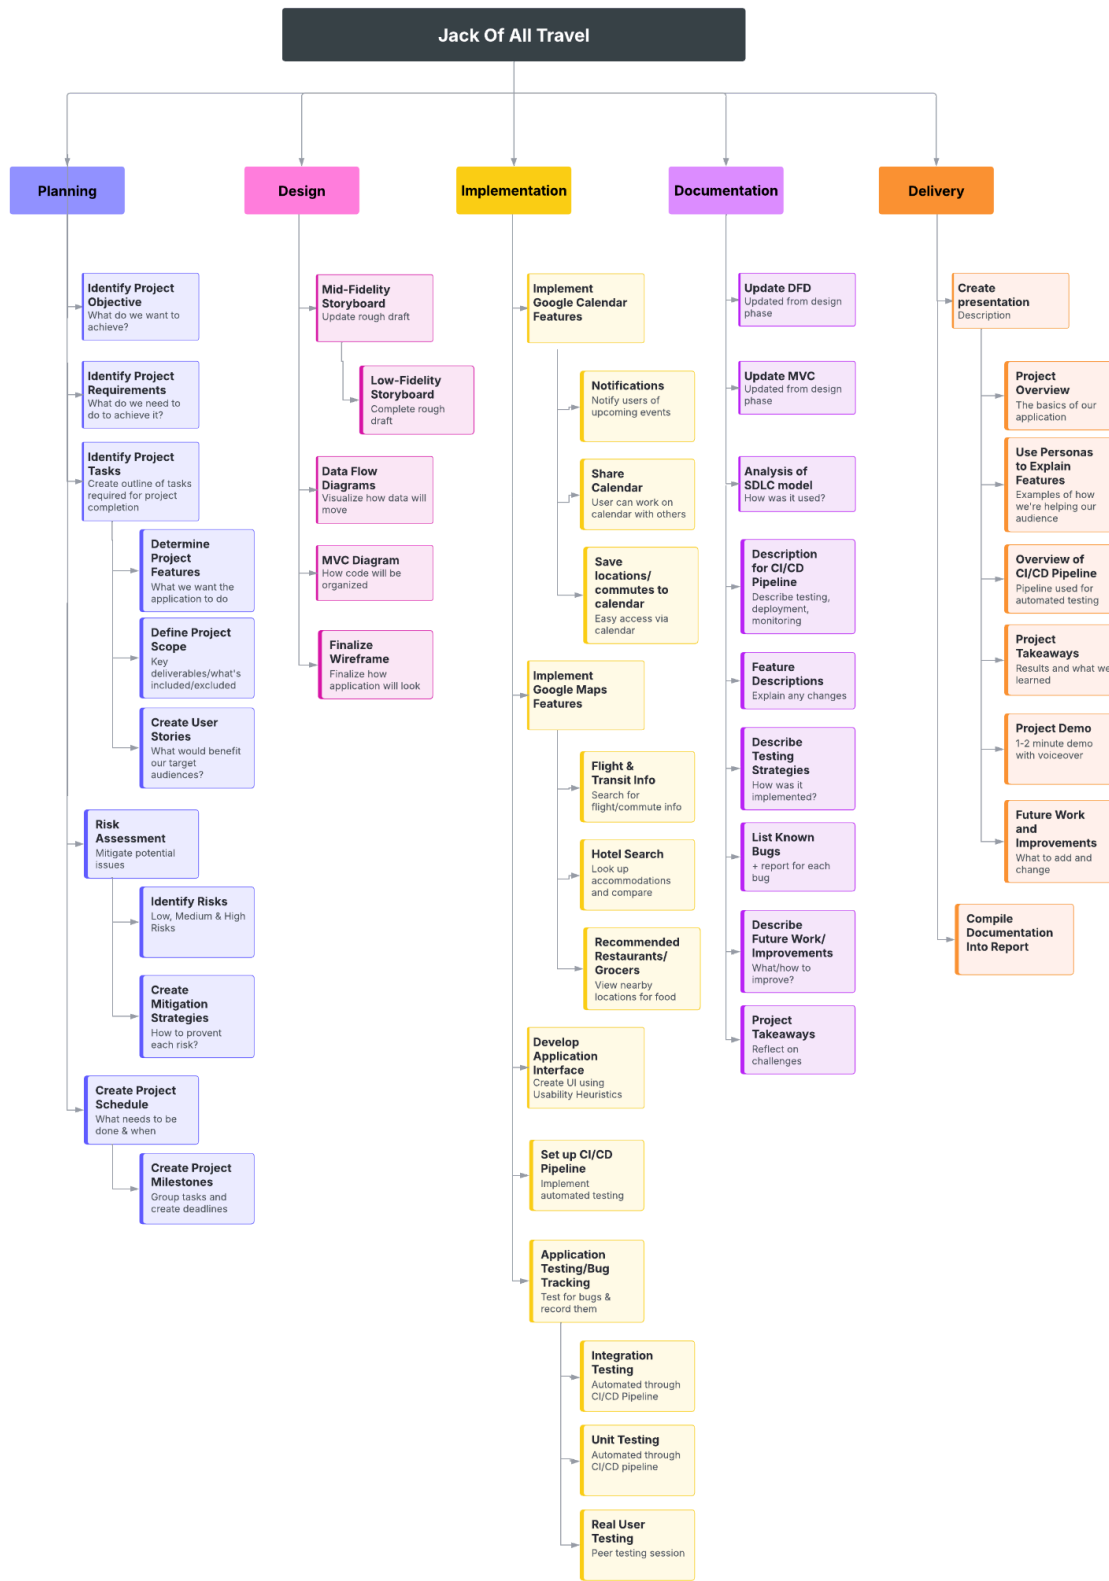 Jack Of All Travel
Planning
Design
Implementation
Documentation
Delivery
Identify Project
Objective
What do we want to
achieve?
Identify Project
Requirements
What do we need to
do to achieve it?
Identify Project
Tasks
Create outline of tasks
required for project
completion
Determine
Project
Features
What we want the
application to do
Define Project
Scope
Key
deliverables/what's
included/excluded
Create User
Stories
What would benefit
our target
audiences?
Risk
Assessment
Mitigate potential
issues
Identify Risks
Low, Medium & High
Risks
Create
Mitigation
Strategies
How to provent
each risk?
Create Project
Schedule
What needs to be
done & when
Create Project
Milestones
Group tasks and
create deadlines
Mid-Fidelity
Storyboard
Update rough draft
Low-Fidelity
Storyboard
Complete rough
draft
Data Flow
Diagrams
Visualize how data will
move
MVC Diagram
How code will be
organized
Finalize
Wireframe
Finalize how
application will look
Implement
Google Calendar
Features
Notifications
Notify users of
upcoming events
Share
Calendar
User can work on
calendar with others
Save
locations/
commutes to
calendar
Easy access via
calendar
Implement
Google Maps
Features
Flight &
Transit Info
Search for
flight/commute info
Hotel Search
Look up
accommodations
and compare
Recommended
Restaurants/
Grocers
View nearby
locations for food
Develop
Application
Interface
Create UI using
Usability Heuristics
Set up CI/CD
Pipeline
Implement
automated testing
Application
Testing/Bug
Tracking
Test for bugs &
record them
Integration
Testing
Automated through
CI/CD Pipeline
Unit Testing
Automated through
CI/CD pipeline
Real User
Testing
Peer testing session
Update DFD
Updated from design
phase
Update MVC
Updated from design
phase
Analysis of
SDLC model
How was it used?
Description
for CI/CD
Pipeline
Describe testing,
deployment,
monitoring
Feature
Descriptions
Explain any changes
Describe
Testing
Strategies
How was it
implemented?
List Known
Bugs
+ report for each
bug
Describe
Future Work/
Improvements
What/how to
improve?
Project
Takeaways
Reflect on
challenges
Create
presentation
Description
Project
Overview
The basics of our
application
Use Personas
to Explain
Features
Examples of how
we're helping our
audience
Overview of
CI/CD Pipeline
Pipeline used for
automated testing
Project
Takeaways
Results and what we
learned
Project Demo
1-2 minute demo
with voiceover
Future Work
and
Improvements
What to add and
change
Compile
Documentation
Into Report